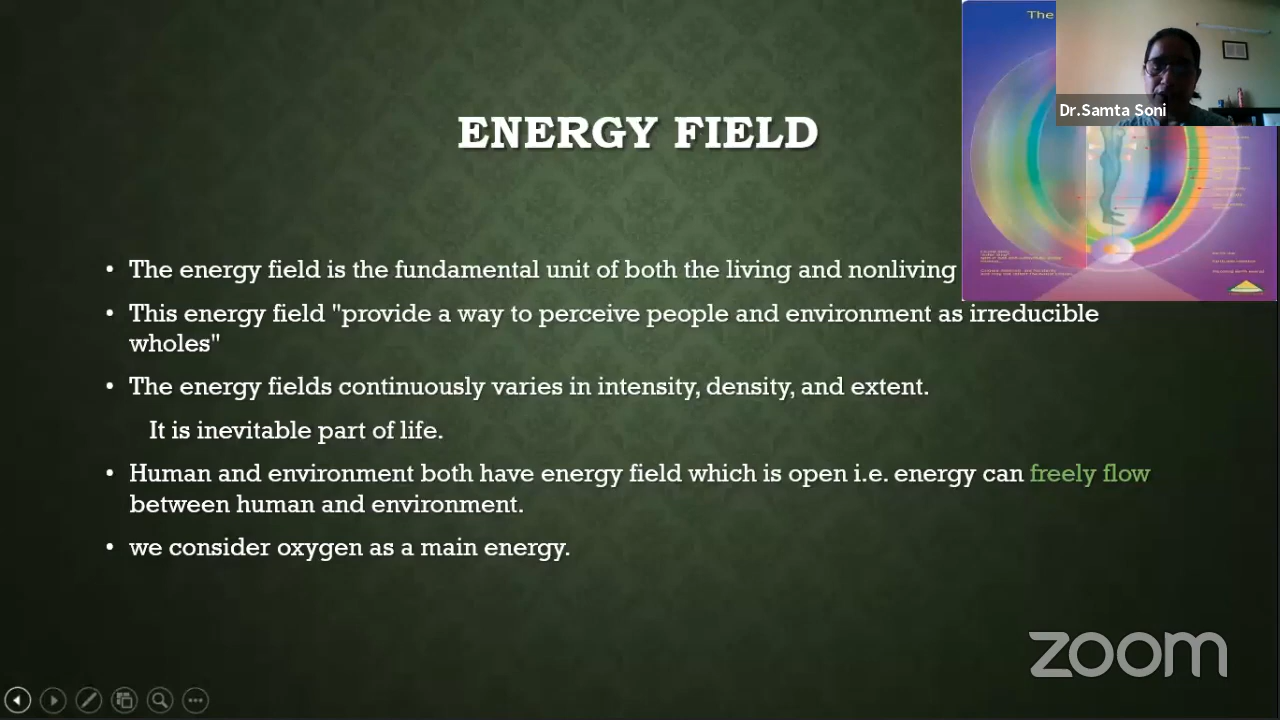 The
Dr.Samta Soni
ENERGY FIELD
• The energy field is the fundamental unit of both the living and nonliving
• This energy field "provide a way to perceive people and environment as irreducible
wholes"
• The energy fields continuously varies in intensity, density, and extent.
It is inevitable part of life.
• Human and environment both have energy field which is open i.e. energy can freely flow
between human and environment.
• we consider oxygen as a main energy.
zoom